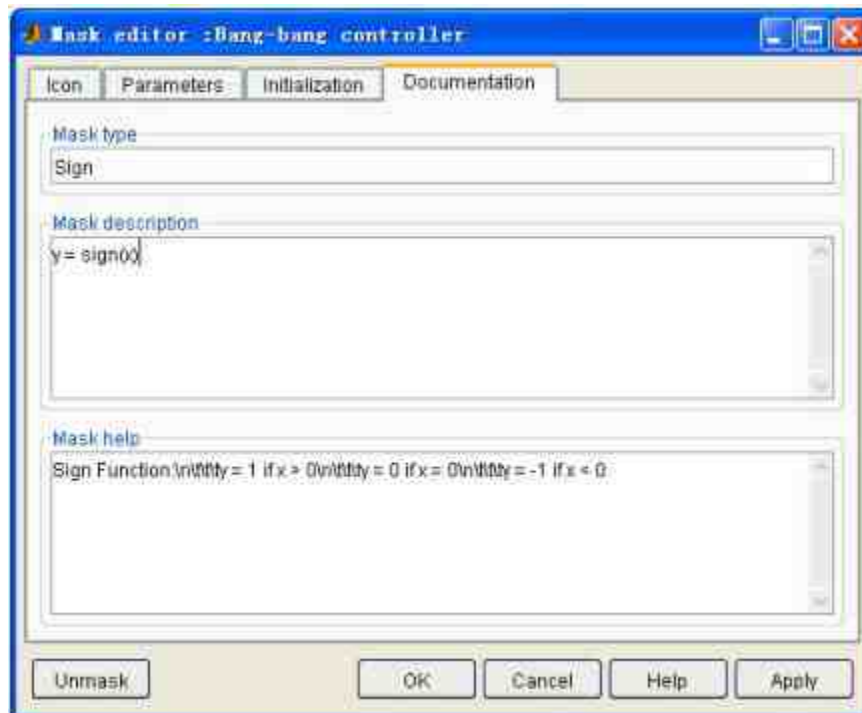 Mask editor :Bang-bang controller
Icon Parameters Initialization Documentation
Mask type
Sign
Mask description
y = sign(x)
Mask help
Sign Function:\n\t\t\ty = 1 if x > 0\n\t\t\ty = 0 if x = 0\n\t\t\ty = -1 if x < 0
Unmask OK Cancel Help Apply